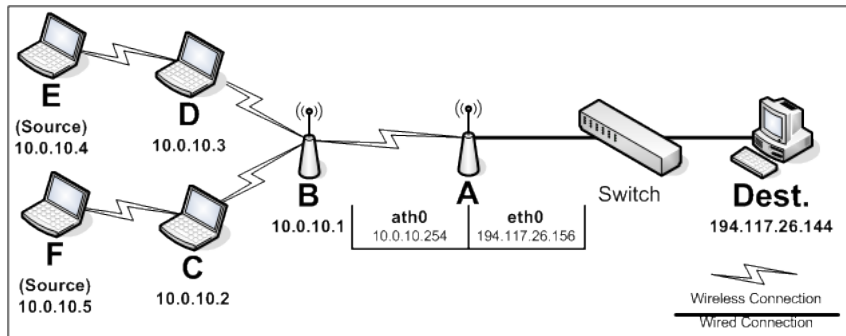 E
(Source)
10.0.10.4
D
10.0.10.3
F
(Source)
10.0.10.5
C
10.0.10.2
B
10.0.10.1
A
ath0
10.0.10.254
eth0
194.117.26.156
Switch
Dest.
194.117.26.144
Wireless Connection
Wired Connection